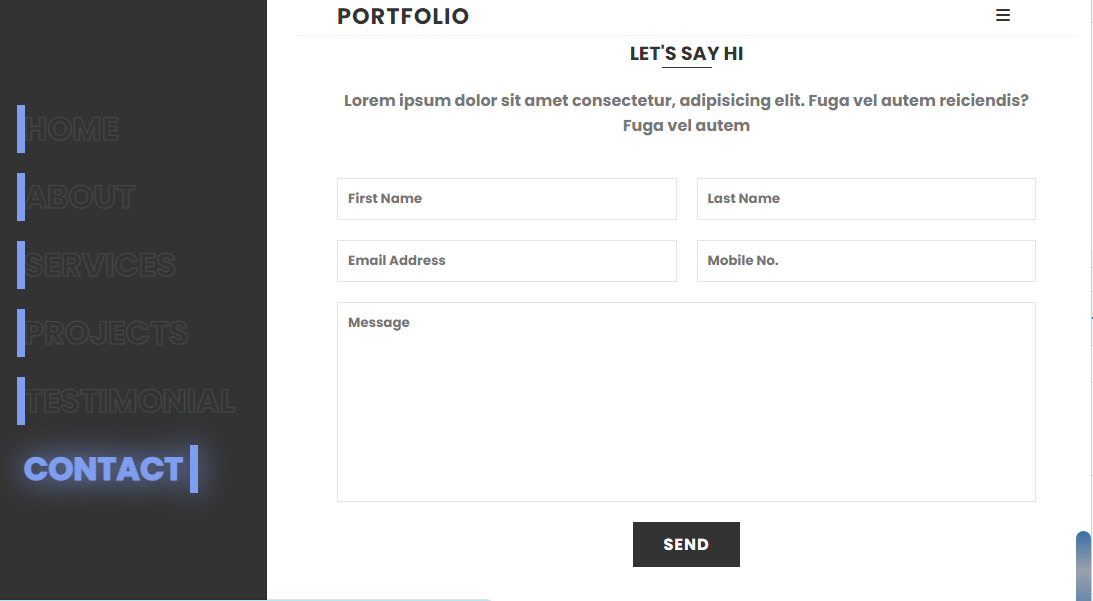 HOME
ABOUT
SERVICES
PROJECTS
TESTIMONIAL
CONTACT
PORTFOLIO
LET'S SAY HI
Lorem ipsum dolor sit amet consectetur, adipisicing elit. Fuga vel autem reiciendis?
Fuga vel autem
First Name
Last Name
Email Address
Mobile No.
Message
SEND